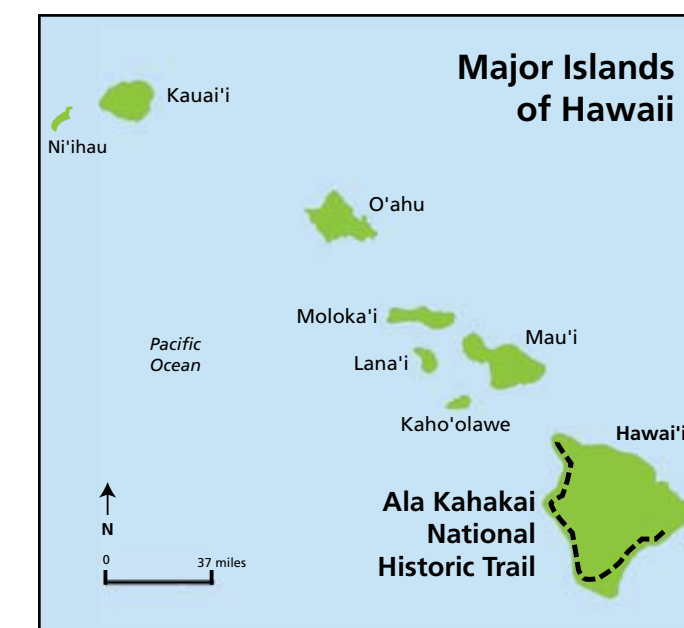 Major Islands
of Hawaii
Kauai'i
Ni'ihau
O'ahu
Moloka'i
Mau'i
Pacific
Ocean
Lana'i
Kaho'olawe
Hawai'i
Ala Kahakai
National
Historic Trail
N
0
37 miles